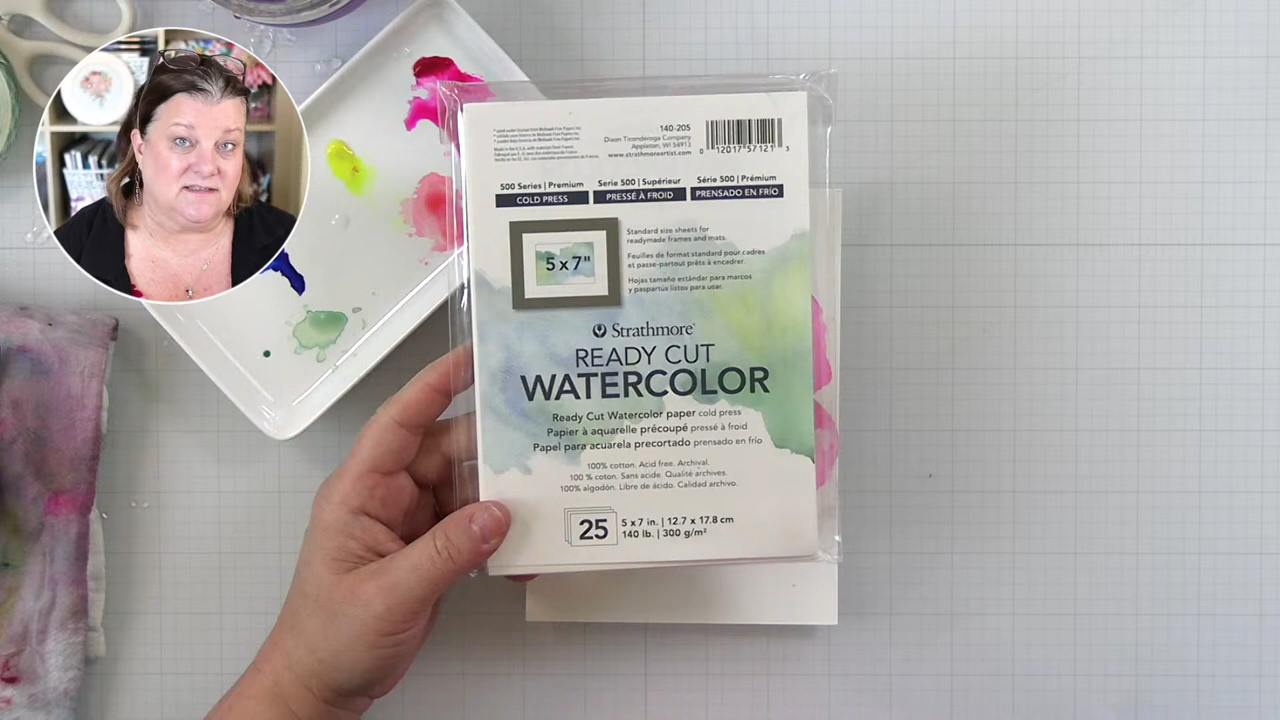 140-205
Dixon Ticonderoga Company
Appleton, WI 54913
www.strathmoreartist.com
0 12017 57121 3
500 Series | Premium
COLD PRESS
Serie 500 | Supérieur
PRESSÉ À FROID
Série 500 | Prémium
PRENSADO EN FRÍO
5 x 7"
Standard size sheets for
readymade frames and mats.
Feuilles de format standard pour cadres
et passe-partout prêts à encadrer.
Hojas tamaño estándar para marcos
y paspartús listos para usar.
Strathmore
READY CUT
WATERCOLOR
Ready Cut Watercolor paper cold press
Papier à aquarelle précoupé pressé à froid
Papel para acuarela precortado prensado en frío
100% cotton. Acid free. Archival.
100 % coton. Sans acide. Qualité archives.
100% algodón. Libre de ácido. Calidad archivo.
25
5 x 7 in. | 12.7 x 17.8 cm
140 lb. | 300 g/m²